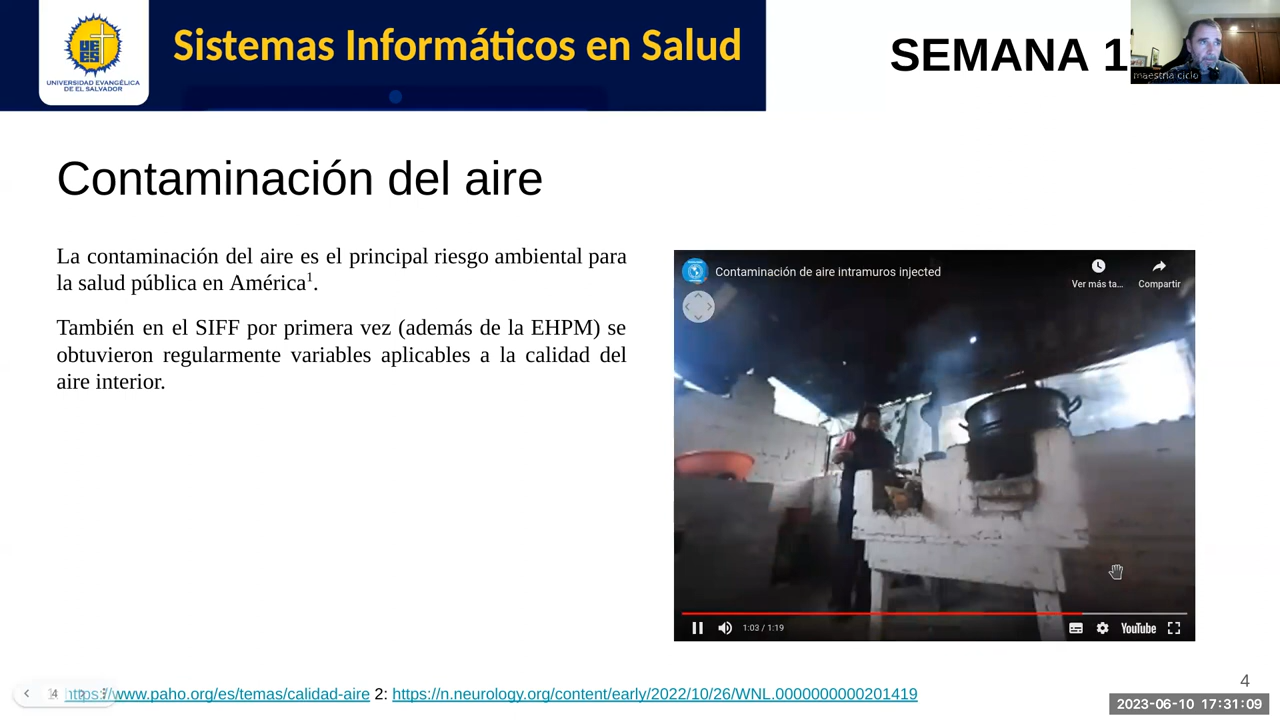 UNIVERSIDAD EVANGÉLICA
DE EL SALVADOR
Sistemas Informáticos en Salud
SEMANA 1
maestria ciclo
Contaminación del aire
La contaminación del aire es el principal riesgo ambiental para
la salud pública en América1.
También en el SIFF por primera vez (además de la EHPM) se
obtuvieron regularmente variables aplicables a la calidad del
aire interior.
Contaminación de aire intramuros injected
Ver más ta...
Compartir
1:03 / 1:19
YouTube
1: https://www.paho.org/es/temas/calidad-aire 2: https://n.neurology.org/content/early/2022/10/26/WNL.0000000000201419
4
4
2023-06-10 17:31:09